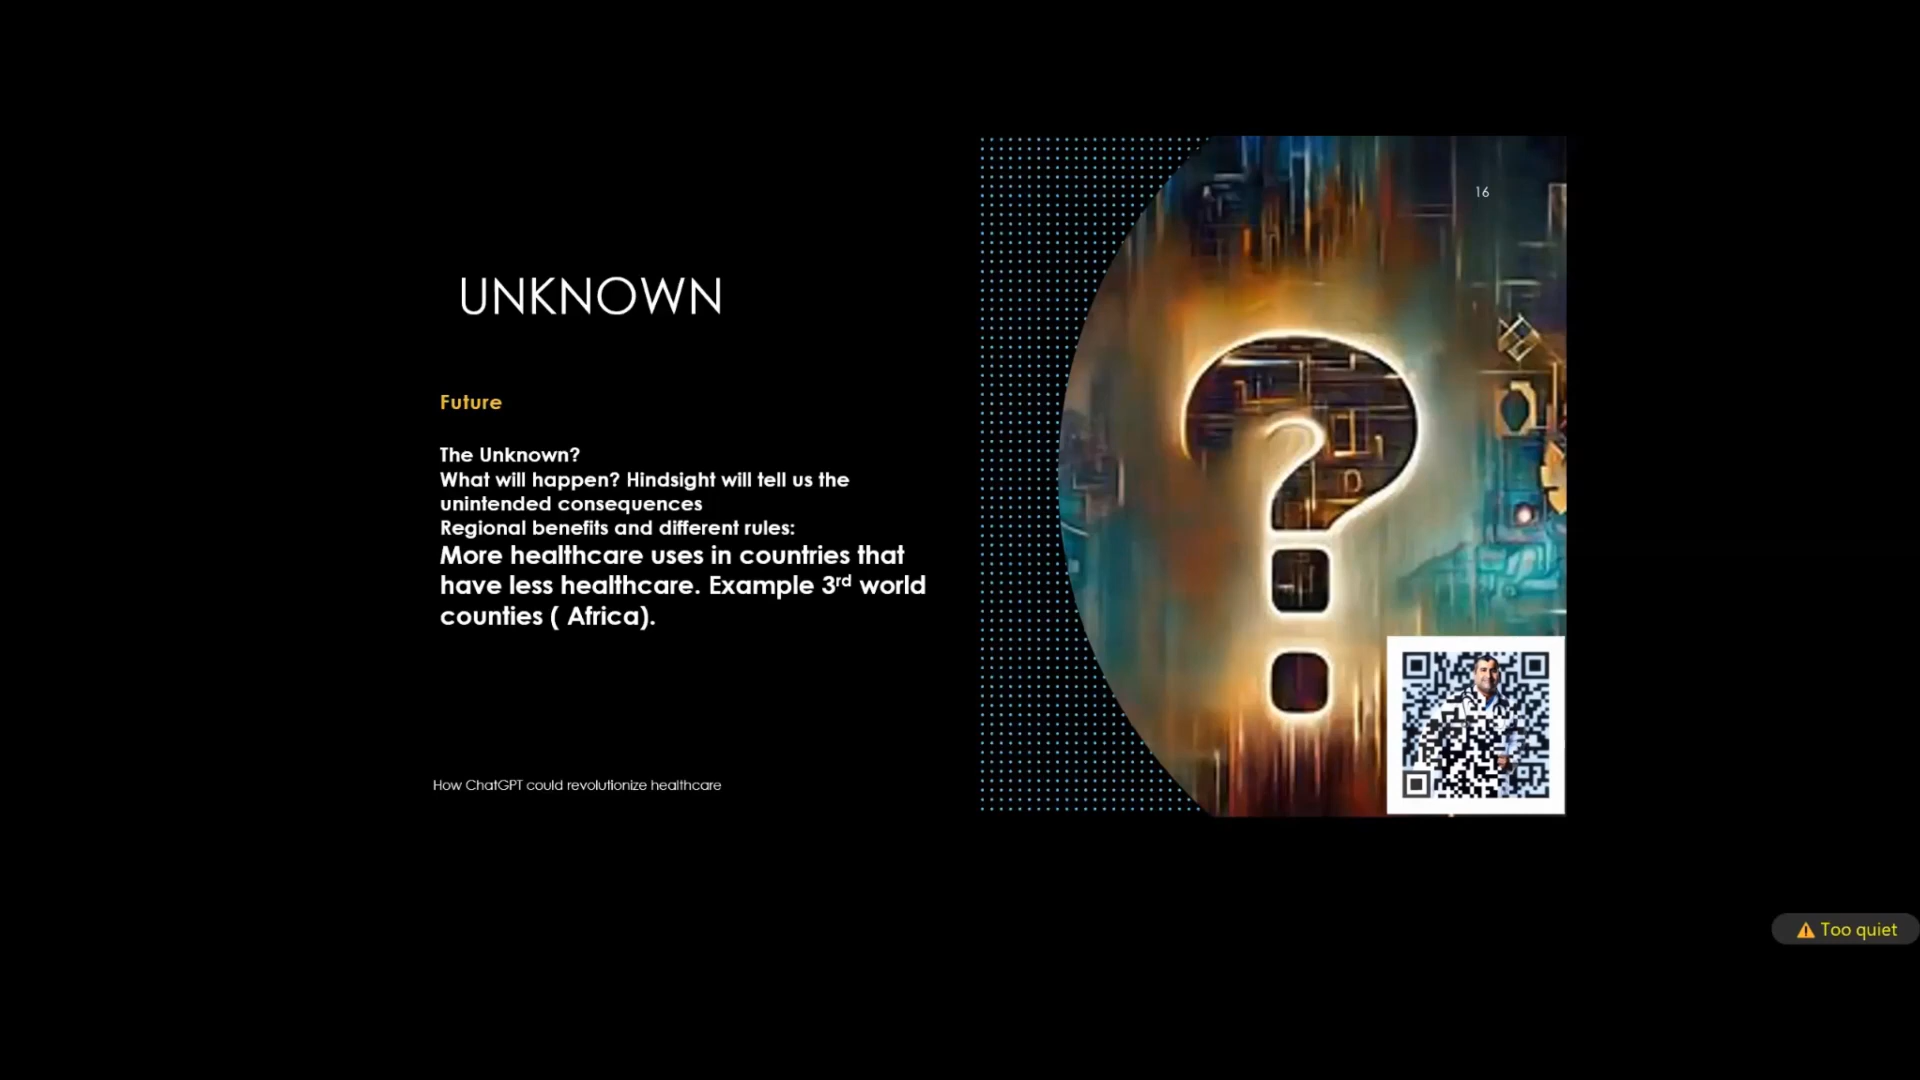 16
UNKNOWN
Future
The Unknown?
What will happen? Hindsight will tell us the
unintended consequences
Regional benefits and different rules:
More healthcare uses in countries that
have less healthcare. Example 3rd world
counties ( Africa).
How ChatGPT could revolutionize healthcare
Too quiet